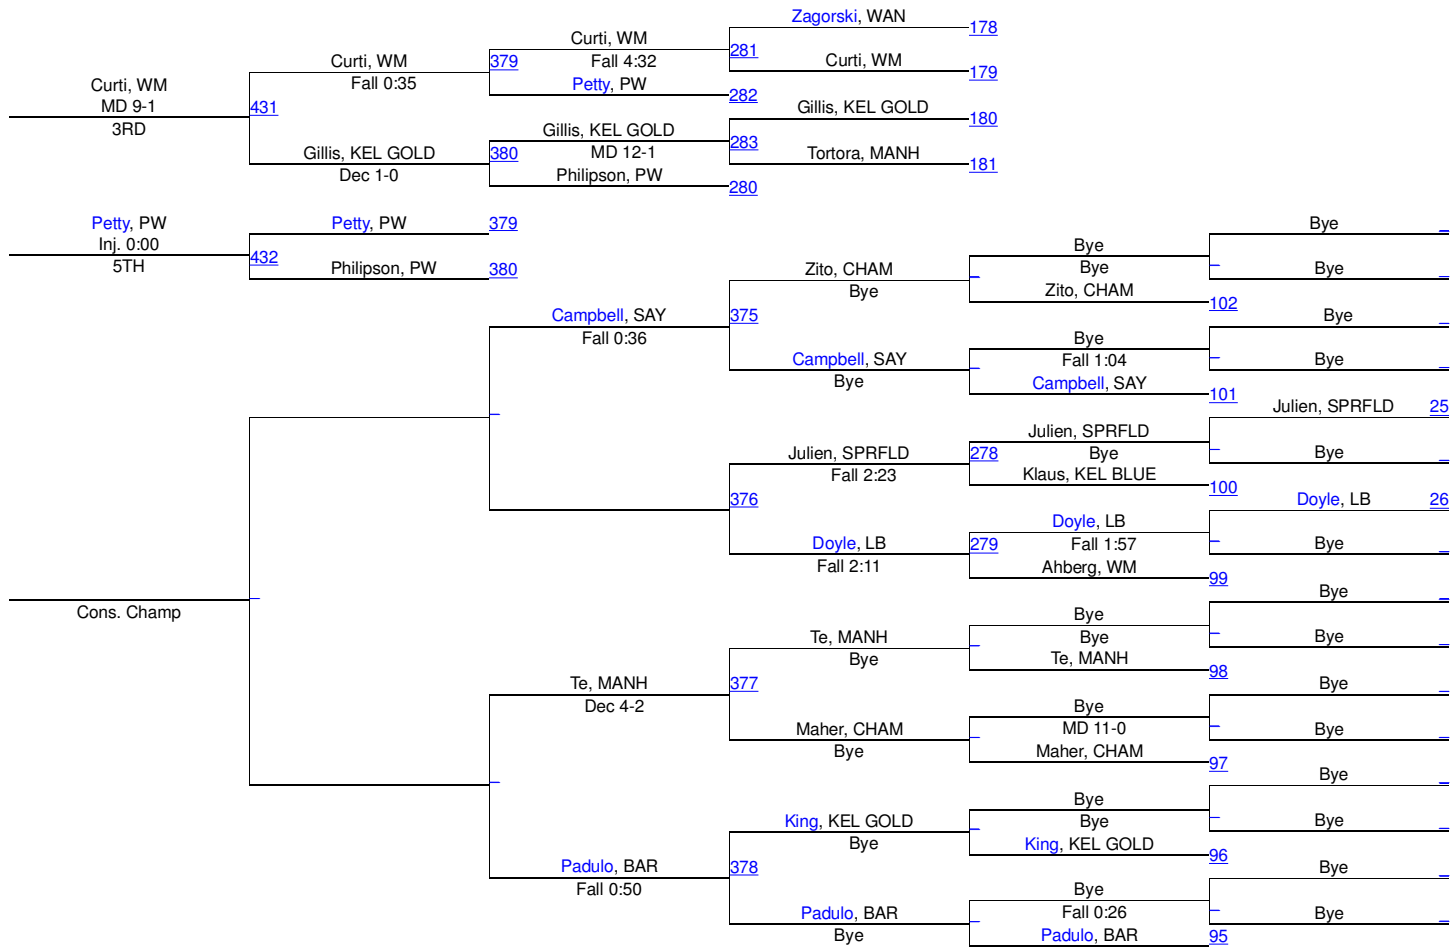 Zagorski, WAN
178
Curti, WM
281
Curti, WM
379
Fall 4:32
Curti, WM
179
Fall 0:35
Petty, PW
282
Curti, WM
MD 9-1
431
3RD
Gillis, KEL GOLD
180
Gillis, KEL GOLD
283
Gillis, KEL GOLD
380
MD 12-1
Tortora, MANH
181
Dec 1-0
Philipson, PW
280
Petty, PW
Petty, PW
379
Inj. 0:00
432
5TH
Philipson, PW
380
Bye
Bye
Bye
Bye
Zito, CHAM
Bye
Zito, CHAM
102
Campbell, SAY
375
Fall 0:36
Bye
Bye
Fall 1:04
Bye
Campbell, SAY
Bye
Campbell, SAY
101
Julien, SPRFLD
25
Julien, SPRFLD
278
Bye
Bye
Julien, SPRFLD
Fall 2:23
Klaus, KEL BLUE
100
376
Doyle, LB
26
Doyle, LB
279
Fall 1:57
Bye
Doyle, LB
Fall 2:11
Ahberg, WM
99
Cons. Champ
Bye
Bye
Bye
Bye
Te, MANH
Bye
Te, MANH
98
Te, MANH
377
Dec 4-2
Bye
Bye
MD 11-0
Bye
Maher, CHAM
Bye
Maher, CHAM
97
Bye
Bye
Bye
Bye
King, KEL GOLD
Bye
King, KEL GOLD
96
Padulo, BAR
378
Fall 0:50
Bye
Bye
Fall 0:26
Bye
Padulo, BAR
Bye
Padulo, BAR
95